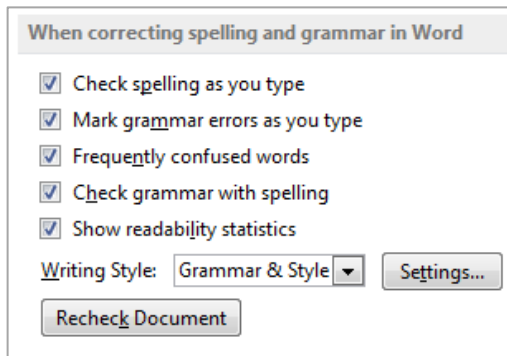 When correcting spelling and grammar in Word
Check spelling as you type
Mark grammar errors as you type
Frequently confused words
Check grammar with spelling
Show readability statistics
Writing Style: Grammar & Style Settings...
Recheck Document